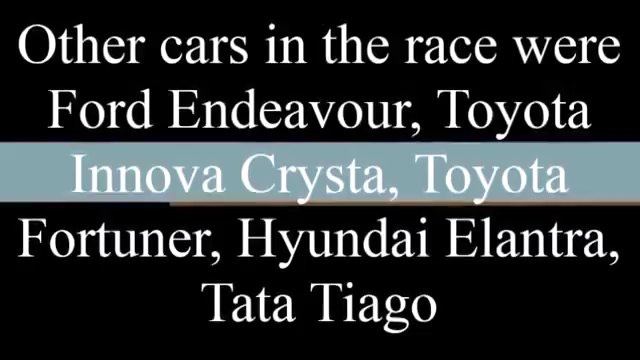 Other cars in the race were
Ford Endeavour, Toyota
Innova Crysta, Toyota
Fortuner, Hyundai Elantra,
Tata Tiago